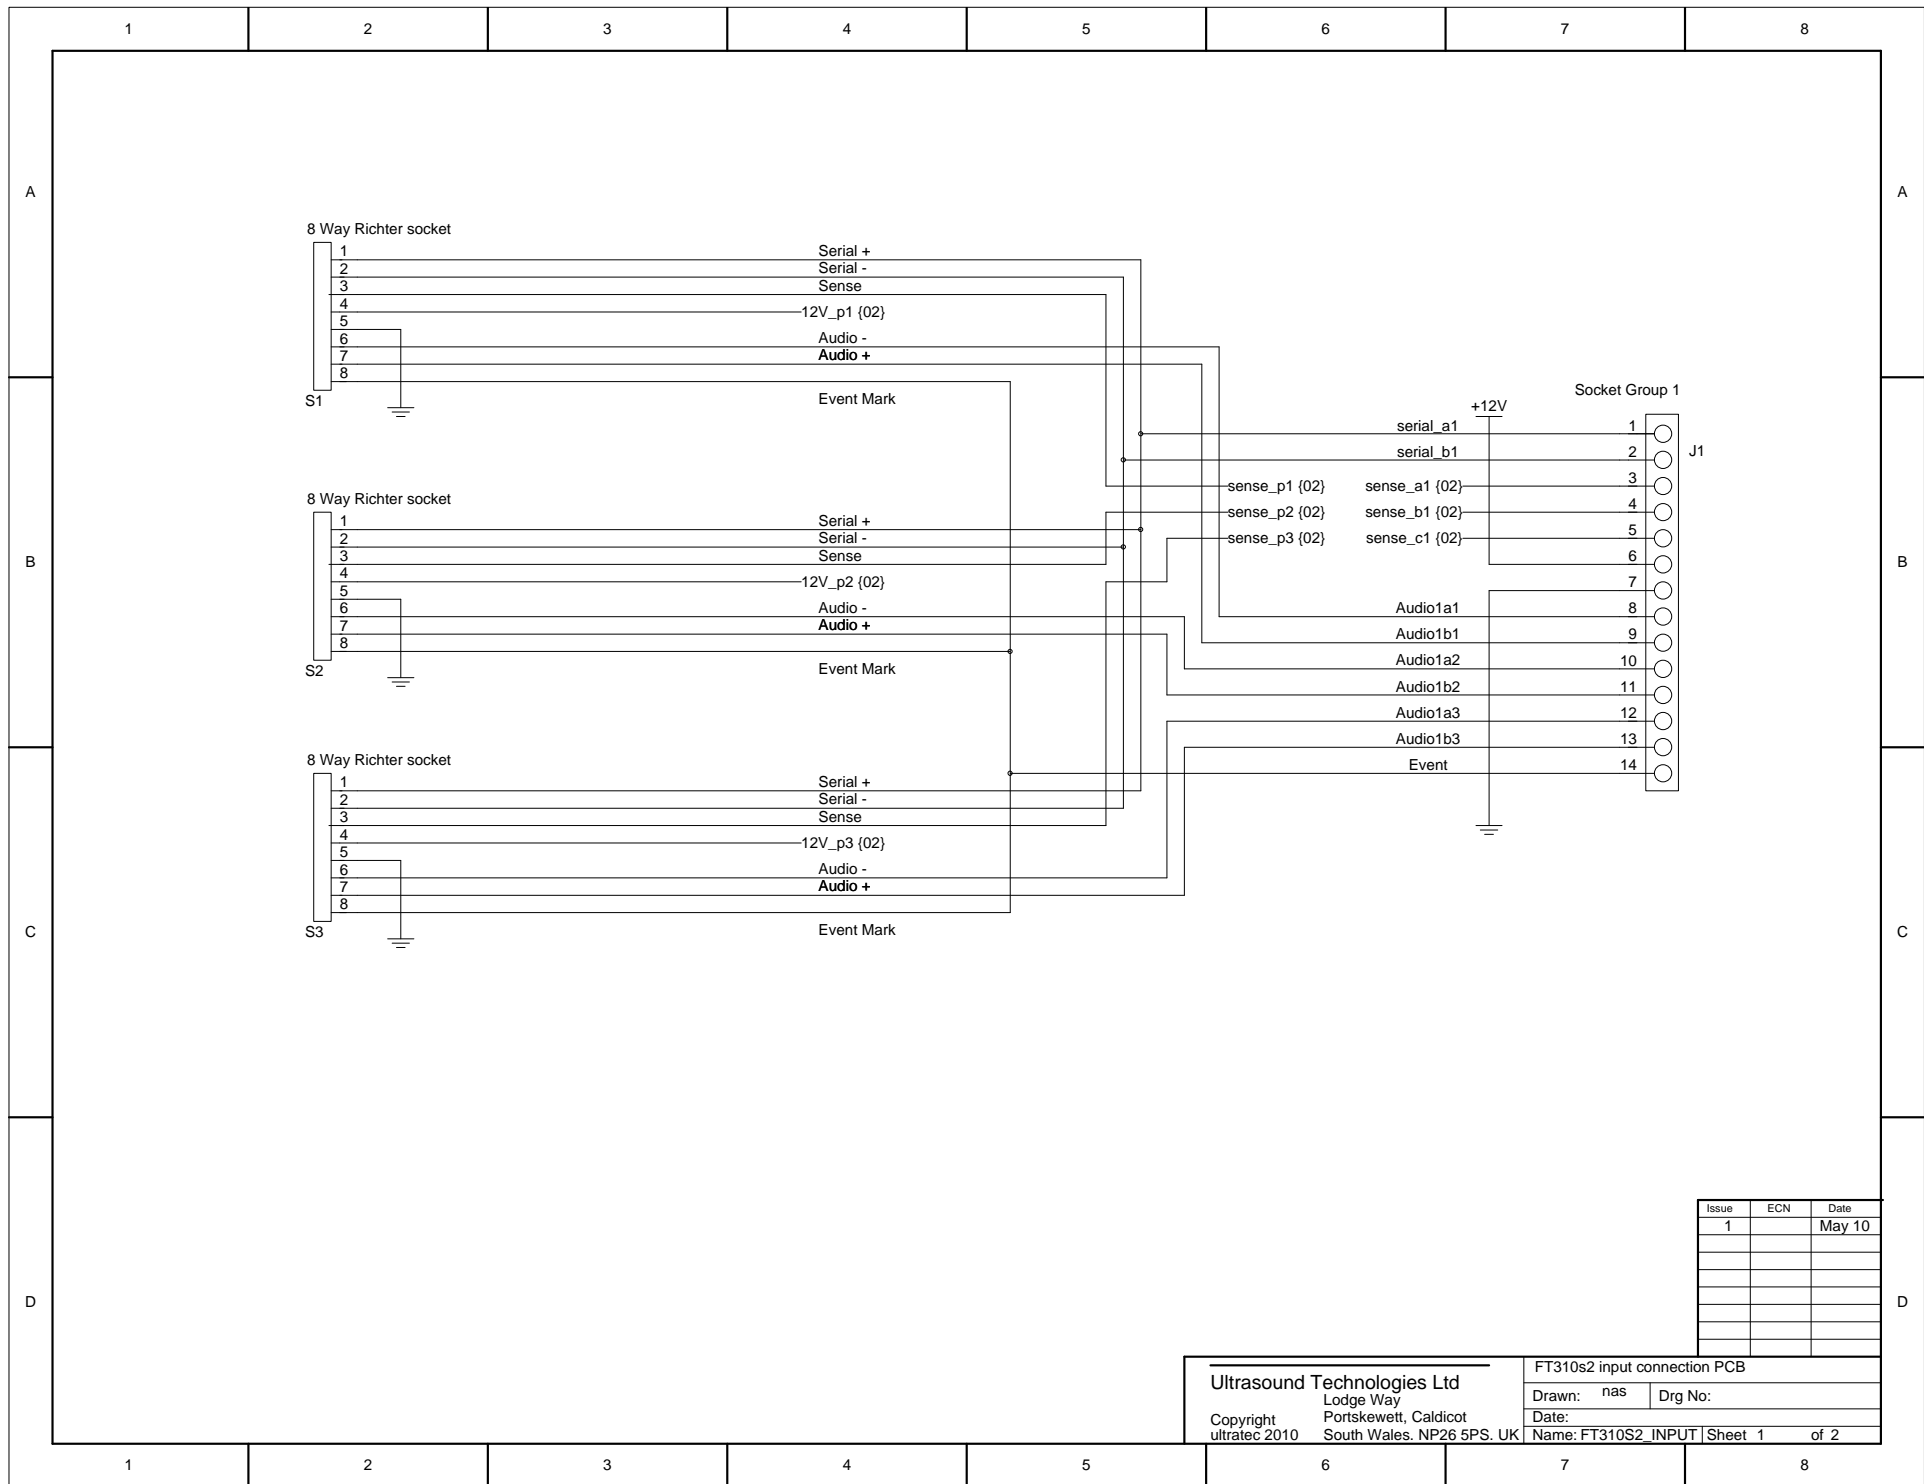 1 2 3 4 5 6 7 8
A A
8 Way Richter socket
1 Serial +
2 Serial -
3 Sense
4 12V_p1 {02}
5
6 Audio -
7 Audio +
8
S1 Event Mark
Socket Group 1
+12V
serial_a1 1
J1
serial_b1 2
sense_p1 {02} sense_a1 {02} 3
sense_p2 {02} sense_b1 {02} 4
sense_p3 {02} sense_c1 {02} 5
6
7
Audio1a1 8
Audio1b1 9
Audio1a2 10
Audio1b2 11
Audio1a3 12
Audio1b3 13
Event 14
B B
8 Way Richter socket
1 Serial +
2 Serial -
3 Sense
4 12V_p2 {02}
5
6 Audio -
7 Audio +
8
S2 Event Mark
8 Way Richter socket
1 Serial +
2 Serial -
3 Sense
4 12V_p3 {02}
5
6 Audio -
7 Audio +
8
S3 Event Mark
C C
D D
Issue ECN Date
1 May 10
Ultrasound Technologies Ltd
Lodge Way
Copyright Portskewett, Caldicot
ultratec 2010 South Wales. NP26 5PS. UK
FT310s2 input connection PCB
Drawn: nas Drg No:
Date:
Name: FT310S2_INPUT Sheet 1 of 2
1 2 3 4 5 6 7 8